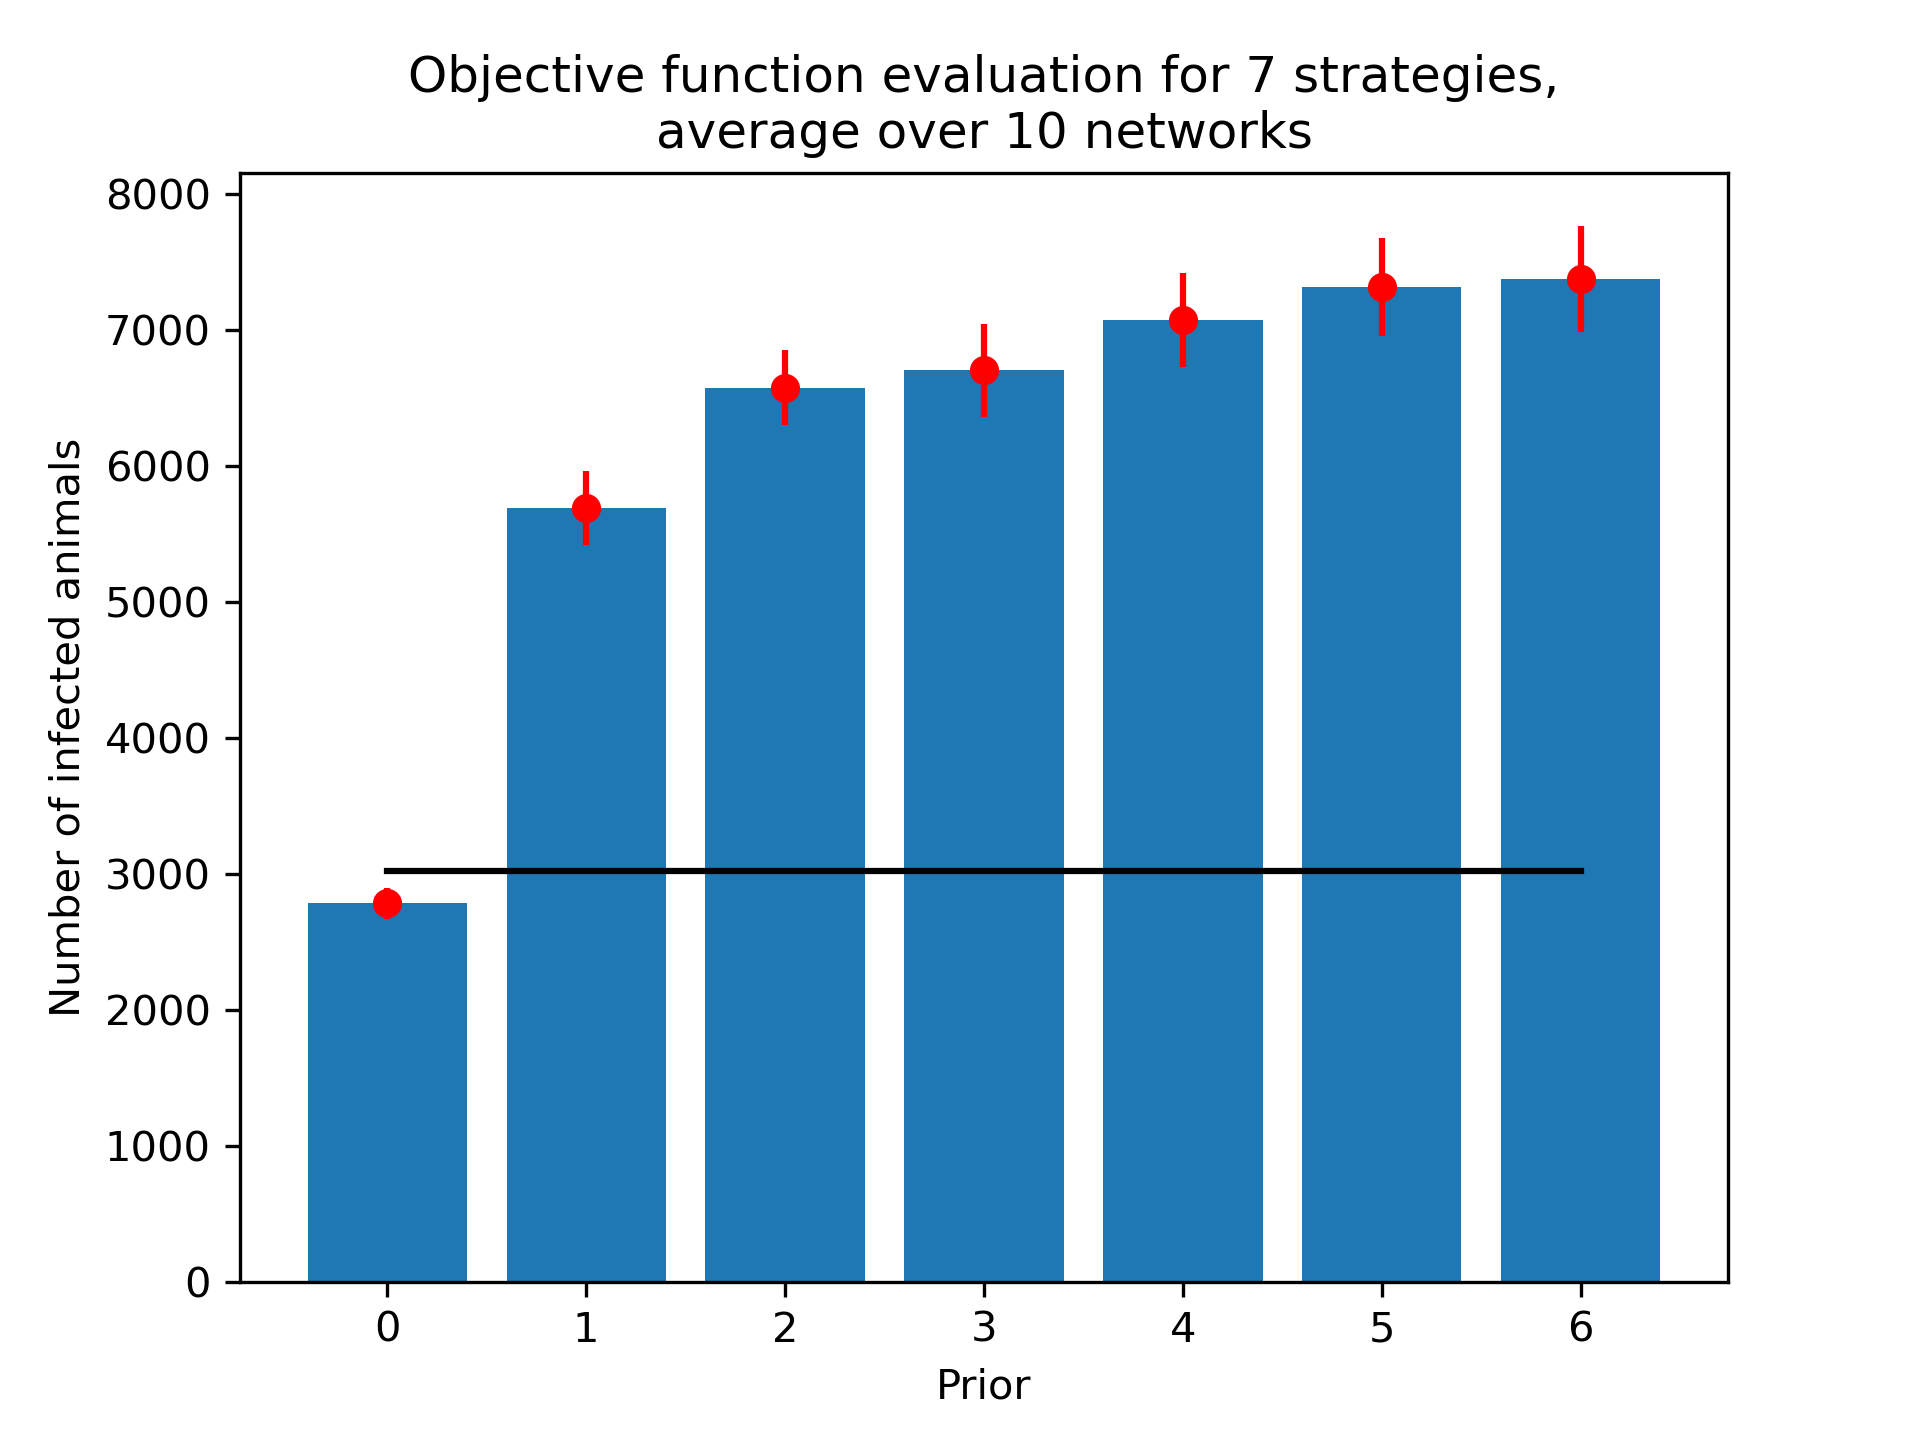 Objective function evaluation for 7 strategies,
average over 10 networks
8000
7000
6000
5000
4000
3000
2000
1000
0
Number of infected animals
0 1 2 3 4 5 6
Prior